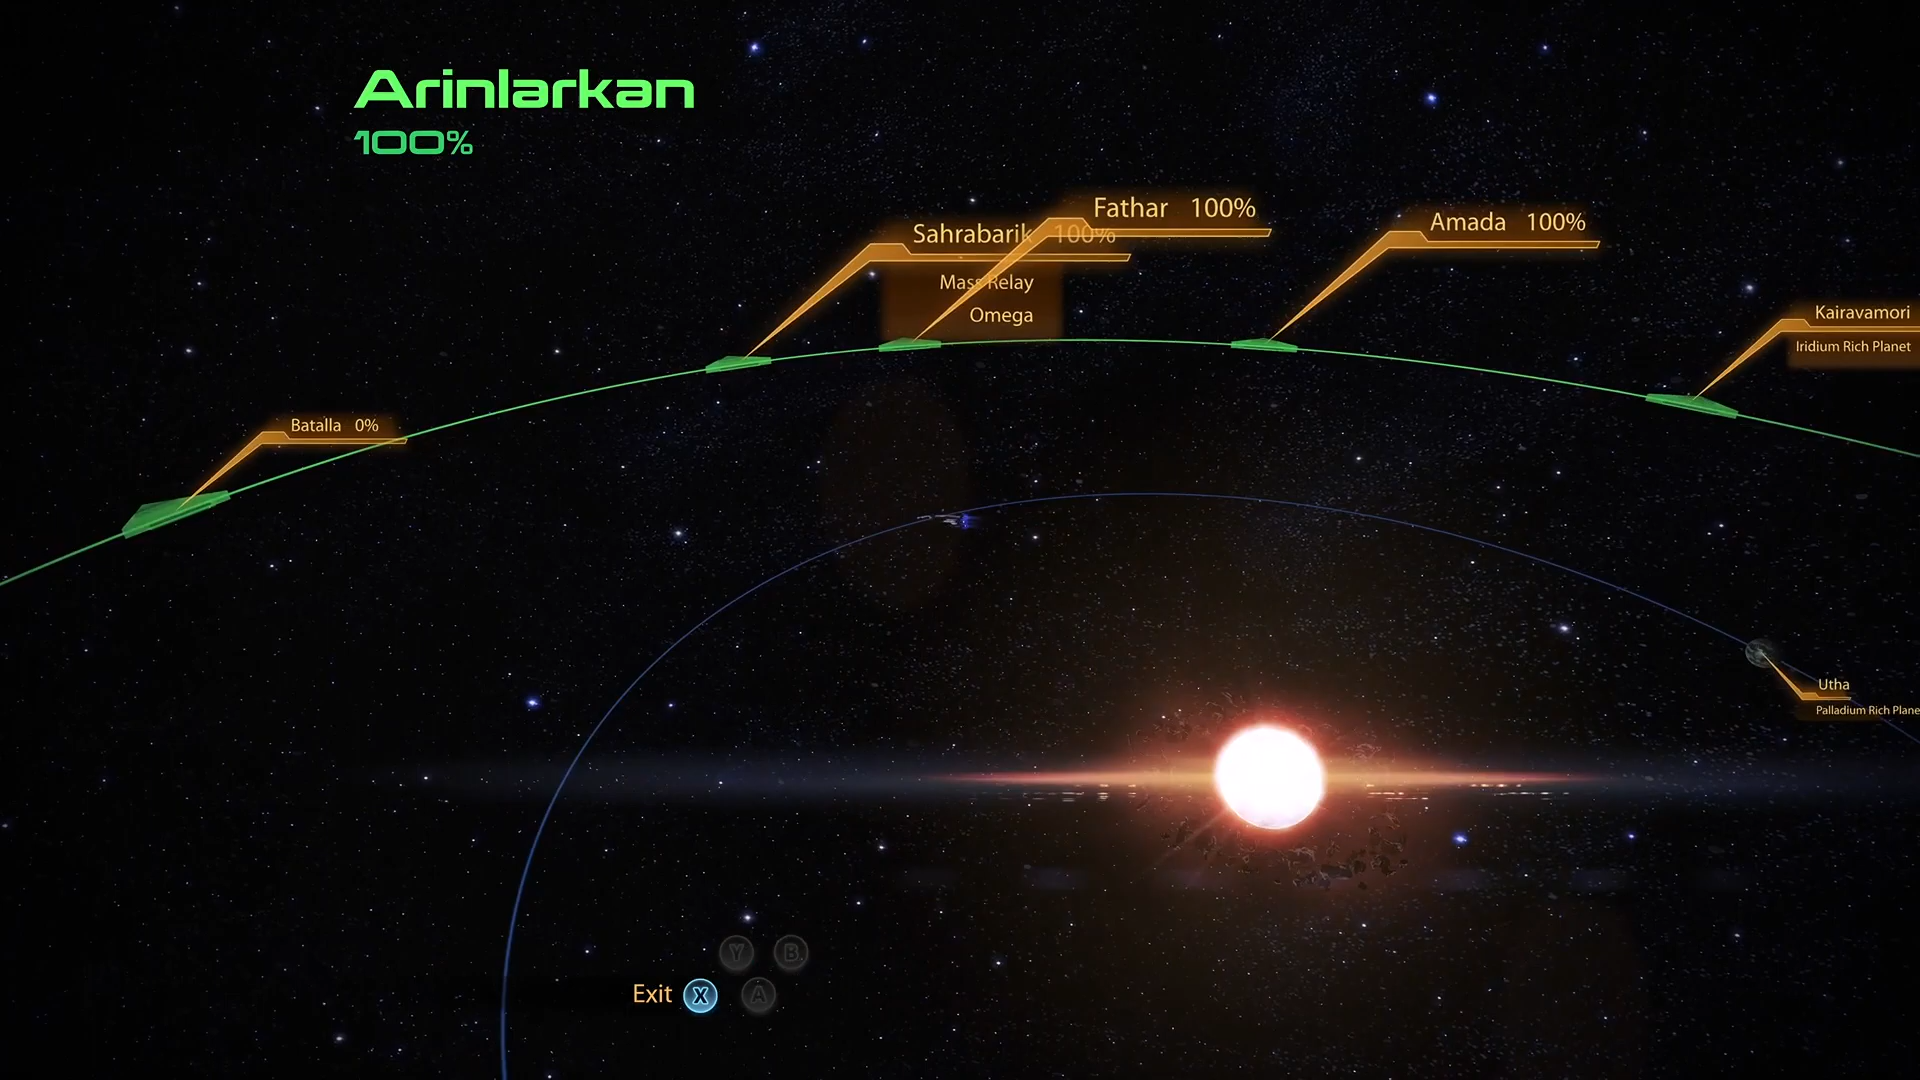 Arinlarkan
100%
Fathar 100%
Sahrabarik 100%
Mass Relay
Omega
Amada 100%
Kairavamori
Iridium Rich Planet
Batalla 0%
Utha
Palladium Rich Plane
Y B
Exit X A